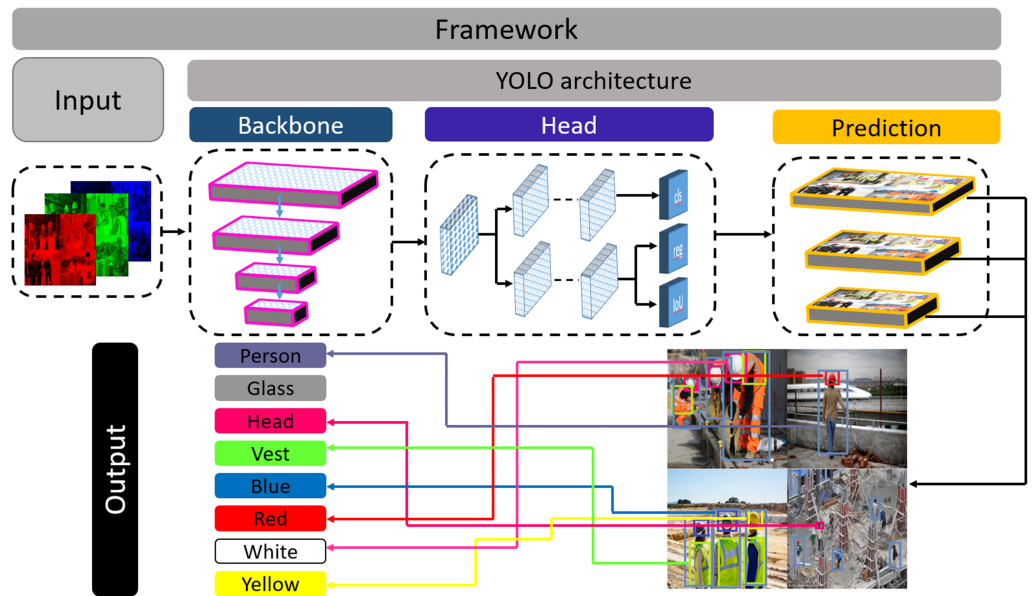 Framework
Input
YOLO architecture
Backbone
Head
Prediction
cls
reg
IoU
Output
Person
Glass
Head
Vest
Blue
Red
White
Yellow